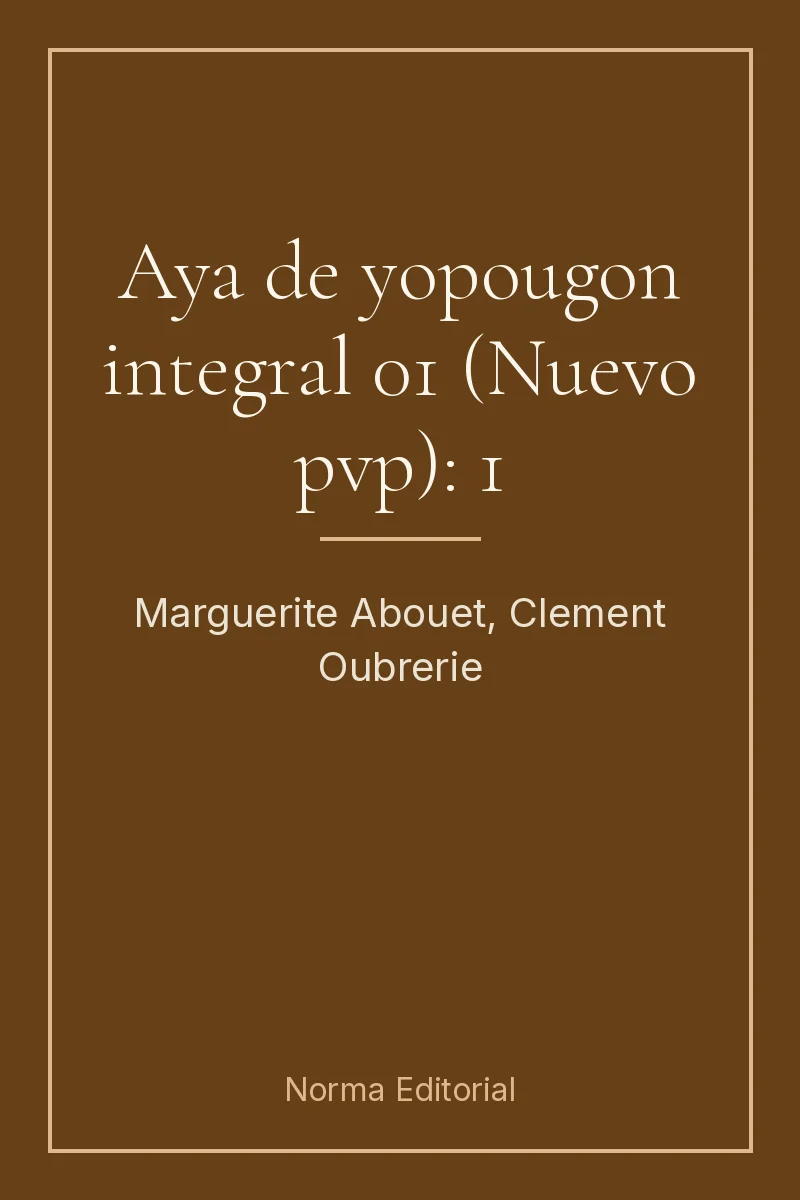 Aya de yopougon
integral 01 (Nuevo
pvp): 1
Marguerite Abouet, Clement
Oubrerie
Norma Editorial